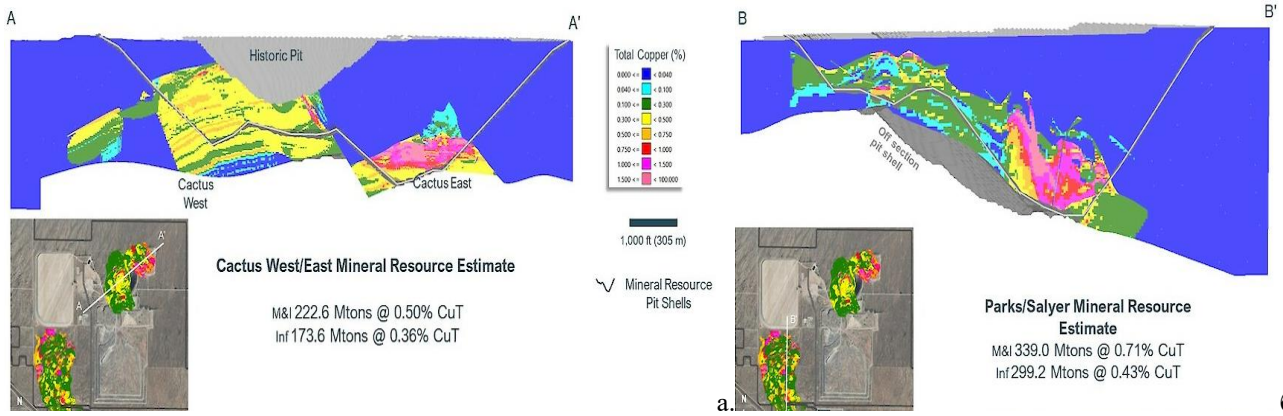 A
A'
Historic Pit
Cactus
West
Cactus East
Total Copper (%)
0.000 <= < 0.040
0.040 <= < 0.100
0.100 <= < 0.300
0.300 <= < 0.500
0.500 <= < 0.750
0.750 <= < 1.000
1.000 <= < 1.500
1.500 <= < 100.000
1,000 ft (305 m)
Mineral Resource
Pit Shells
A
A'
N
Cactus West/East Mineral Resource Estimate
M&I 222.6 Mtons @ 0.50% CuT
Inf 173.6 Mtons @ 0.36% CuT
B
B'
Off section
pit shell
B'
N
Parks/Salyer Mineral Resource
Estimate
M&I 339.0 Mtons @ 0.71% CuT
Inf 299.2 Mtons @ 0.43% CuT
a.